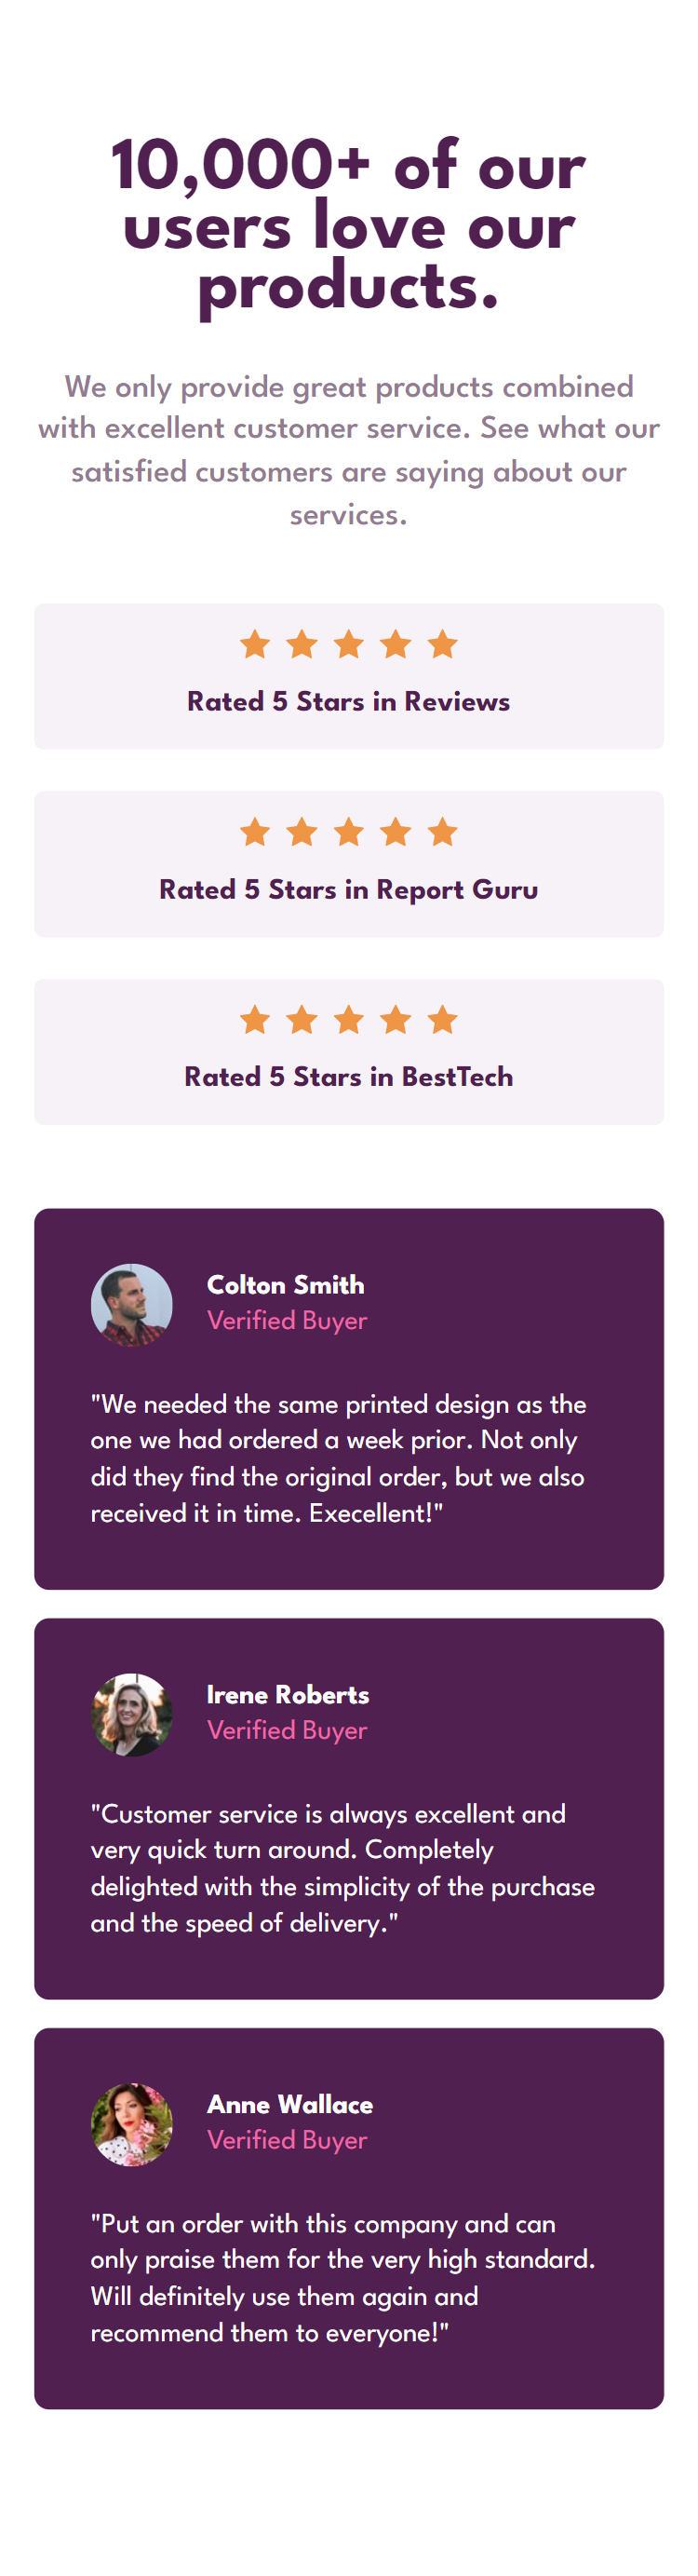 10,000+ of our
users love our
products.
We only provide great products combined
with excellent customer service. See what our
satisfied customers are saying about our
services.
Rated 5 Stars in Reviews
Rated 5 Stars in Report Guru
Rated 5 Stars in BestTech
Colton Smith
Verified Buyer
"We needed the same printed design as the
one we had ordered a week prior. Not only
did they find the original order, but we also
received it in time. Execellent!"
Irene Roberts
Verified Buyer
"Customer service is always excellent and
very quick turn around. Completely
delighted with the simplicity of the purchase
and the speed of delivery."
Anne Wallace
Verified Buyer
"Put an order with this company and can
only praise them for the very high standard.
Will definitely use them again and
recommend them to everyone!"